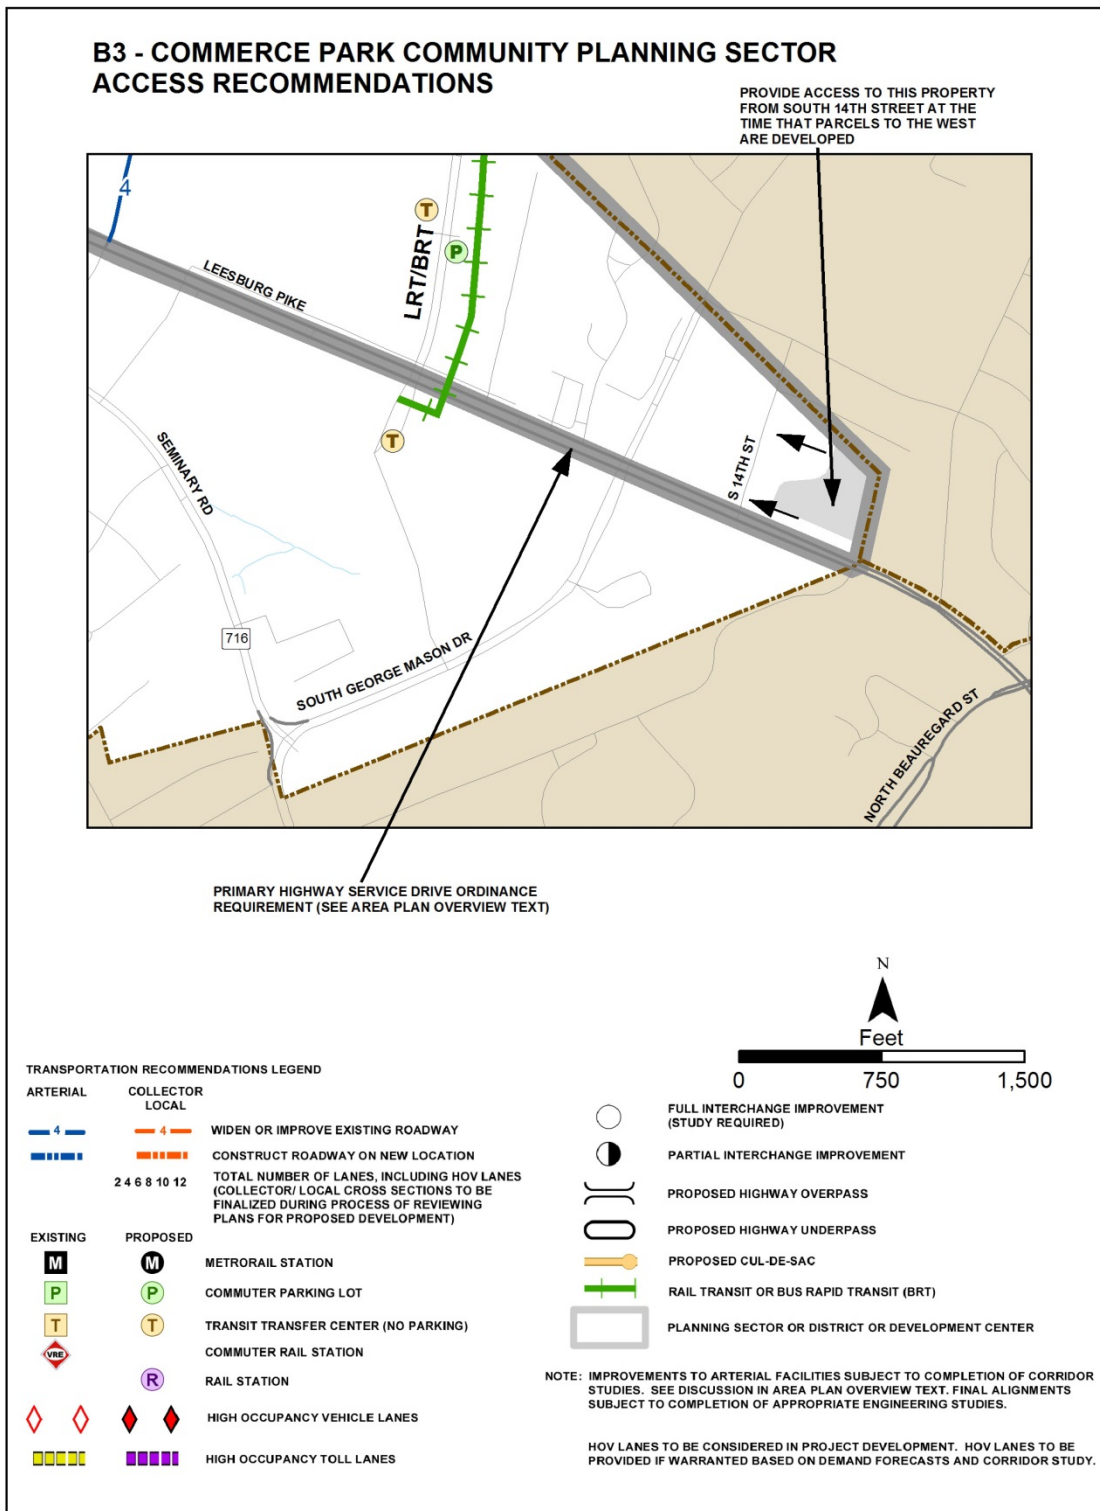 B3 - COMMERCE PARK COMMUNITY PLANNING SECTOR
ACCESS RECOMMENDATIONS
PROVIDE ACCESS TO THIS PROPERTY
FROM SOUTH 14TH STREET AT THE
TIME THAT PARCELS TO THE WEST
ARE DEVELOPED
4
T
P
LRT/BRT
LEESBURG PIKE
T
SEMINARY RD
S 14TH ST
716
SOUTH GEORGE MASON DR
NORTH BEAUREGARD ST
PRIMARY HIGHWAY SERVICE DRIVE ORDINANCE
REQUIREMENT (SEE AREA PLAN OVERVIEW TEXT)
N
Feet
0 750 1,500
TRANSPORTATION RECOMMENDATIONS LEGEND
ARTERIAL
COLLECTOR
LOCAL
4 4 WIDEN OR IMPROVE EXISTING ROADWAY
CONSTRUCT ROADWAY ON NEW LOCATION
2 4 6 8 10 12 TOTAL NUMBER OF LANES, INCLUDING HOV LANES
(COLLECTOR/ LOCAL CROSS SECTIONS TO BE
FINALIZED DURING PROCESS OF REVIEWING
PLANS FOR PROPOSED DEVELOPMENT)
EXISTING PROPOSED
M M METRORAIL STATION
P P COMMUTER PARKING LOT
T T TRANSIT TRANSFER CENTER (NO PARKING)
VRE COMMUTER RAIL STATION
R RAIL STATION
HIGH OCCUPANCY VEHICLE LANES
HIGH OCCUPANCY TOLL LANES
FULL INTERCHANGE IMPROVEMENT
(STUDY REQUIRED)
PARTIAL INTERCHANGE IMPROVEMENT
PROPOSED HIGHWAY OVERPASS
PROPOSED HIGHWAY UNDERPASS
PROPOSED CUL-DE-SAC
RAIL TRANSIT OR BUS RAPID TRANSIT (BRT)
PLANNING SECTOR OR DISTRICT OR DEVELOPMENT CENTER
NOTE: IMPROVEMENTS TO ARTERIAL FACILITIES SUBJECT TO COMPLETION OF CORRIDOR
STUDIES. SEE DISCUSSION IN AREA PLAN OVERVIEW TEXT. FINAL ALIGNMENTS
SUBJECT TO COMPLETION OF APPROPRIATE ENGINEERING STUDIES.
HOV LANES TO BE CONSIDERED IN PROJECT DEVELOPMENT. HOV LANES TO BE
PROVIDED IF WARRANTED BASED ON DEMAND FORECASTS AND CORRIDOR STUDY.